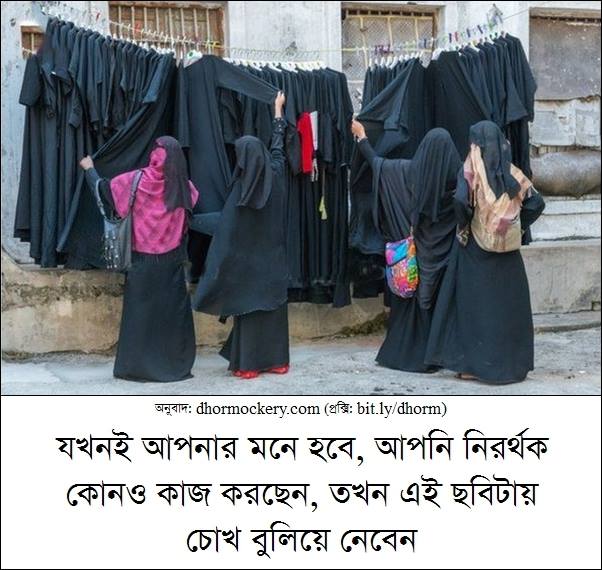 অনুবাদ: dhormockery.com (প্রক্সি: bit.ly/dhorm)
যখনই আপনার মনে হবে, আপনি নিরর্থক
কোনও কাজ করছেন, তখন এই ছবিটায়
চোখ বুলিয়ে নেবেন